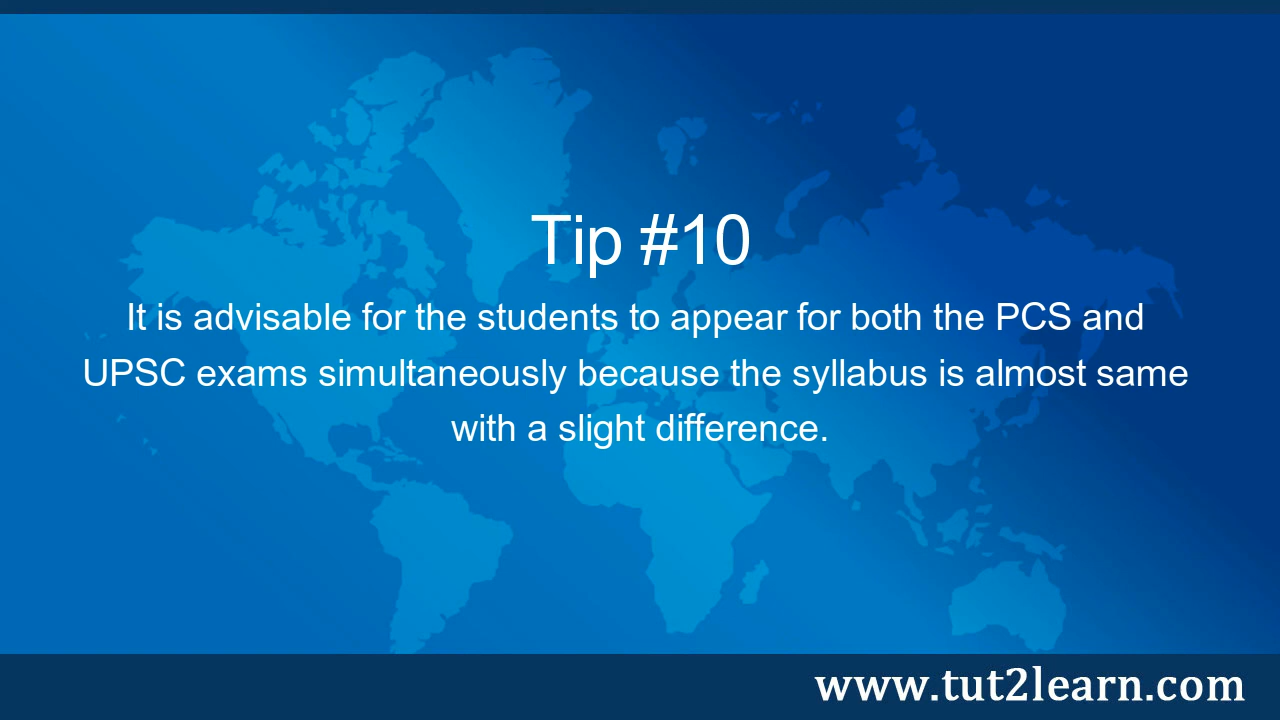 Tip #10
It is advisable for the students to appear for both the PCS and
UPSC exams simultaneously because the syllabus is almost same
with a slight difference.
www.tut2learn.com